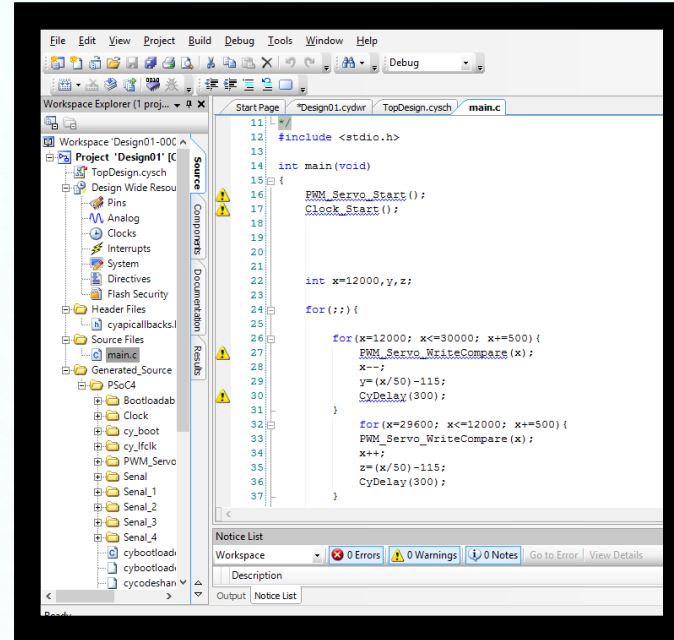 File Edit View Project Build Debug Tools Window Help
Debug
Workspace Explorer (1 proj...
Start Page *Design01.cydwr TopDesign.cysch main.c
Workspace 'Design01-000
Project 'Design01' [C
TopDesign.cysch
Design Wide Resou
Pins
Analog
Clocks
Interrupts
System
Directives
Flash Security
Header Files
cyapicallbacks.
Source Files
main.c
Generated_Source
PSoC4
Bootloadab
Clock
cy_boot
cy_lfclk
PWM_Servo
Senal
Senal_1
Senal_2
Senal_3
Senal_4
cybootloade
cybootloade
cycodeshare
Source
Components
Documentation
Results
11 */
12 #include <stdio.h>
13
14 int main(void)
15 {
16 PWM_Servo_Start();
17 Clock_Start();
18
19
20
21
22 int x=12000,y,z;
23
24 for(;;){
25
26 for(x=12000; x<=30000; x+=500){
27 PWM_Servo_WriteCompare(x);
28 x--;
29 y=(x/50)-115;
30 CyDelay(300);
31 }
32 for(x=29600; x<=12000; x+=500){
33 PWM_Servo_WriteCompare(x);
34 x++;
35 z=(x/50)-115;
36 CyDelay(300);
37 }
Notice List
Workspace 0 Errors 0 Warnings 0 Notes Go to Error View Details
Description
Output Notice List